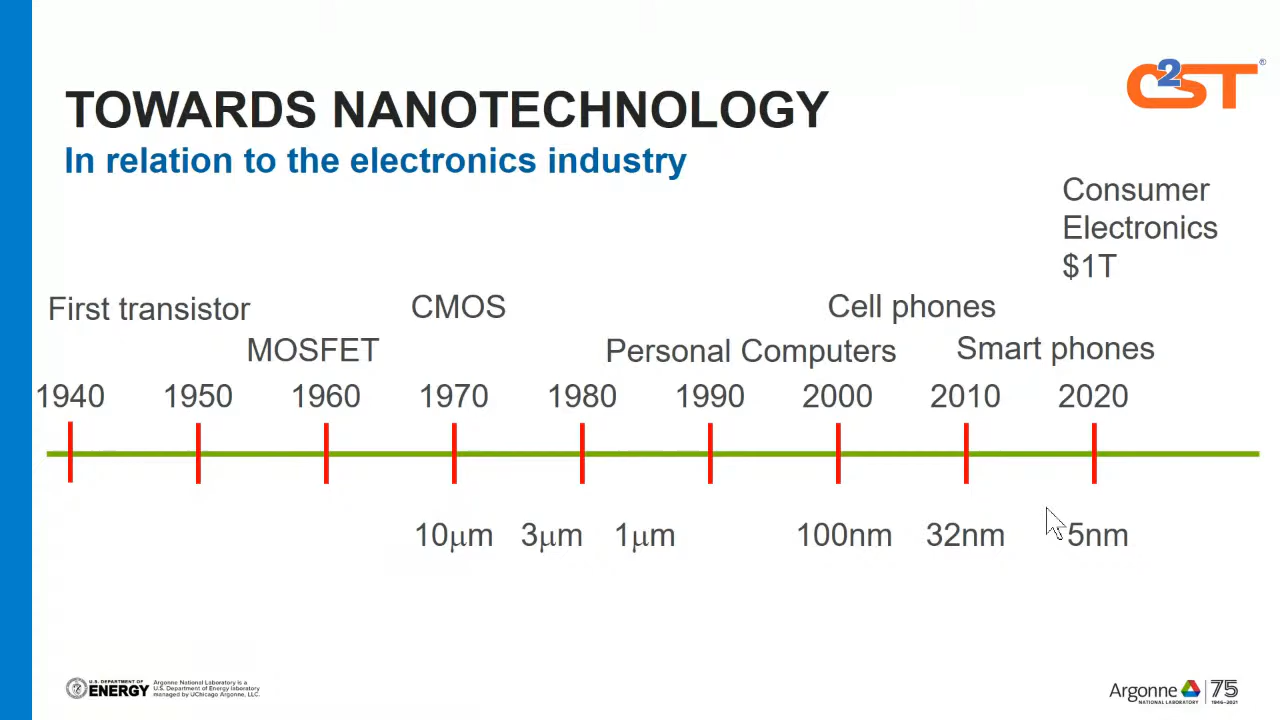 C2ST®
TOWARDS NANOTECHNOLOGY
In relation to the electronics industry
Consumer
Electronics
$1T
First transistor
CMOS
Cell phones
MOSFET
Personal Computers
Smart phones
1940 1950 1960 1970 1980 1990 2000 2010 2020
10μm 3μm 1μm 100nm 32nm 5nm
U.S. DEPARTMENT OF
ENERGY
Argonne National Laboratory is a
U.S. Department of Energy laboratory
managed by UChicago Argonne, LLC.
Argonne
NATIONAL LABORATORY
75
1946–2021